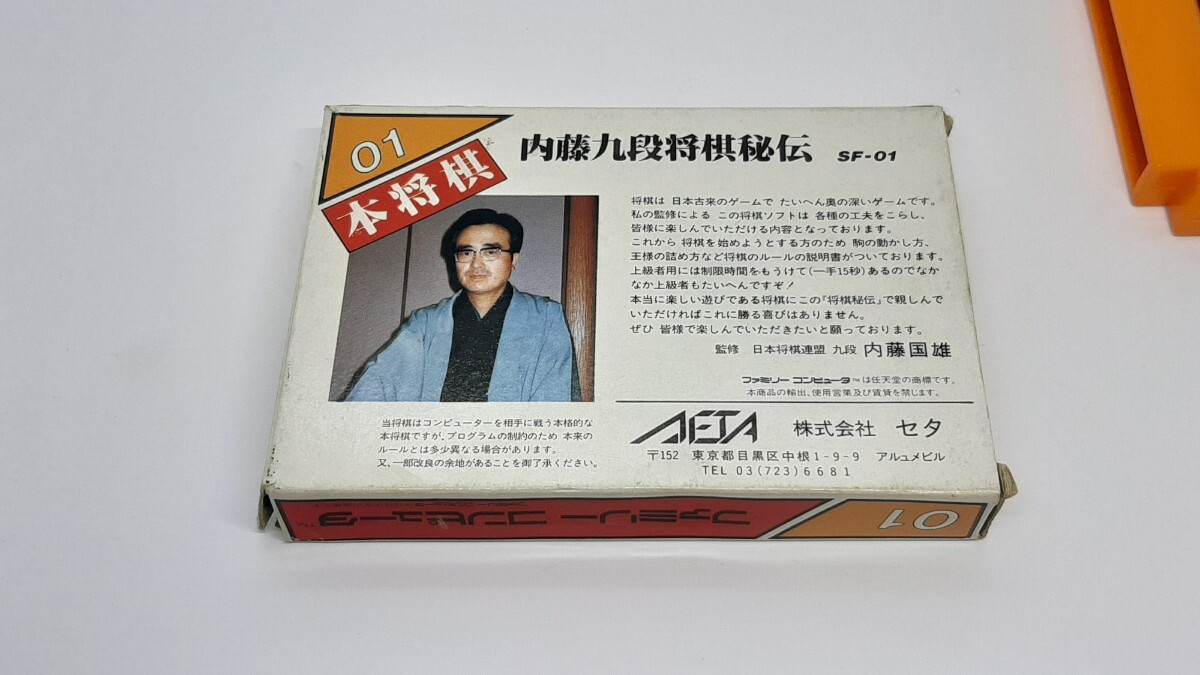 01
本将棋
内藤九段将棋秘伝 SF-01
将棋は 日本古来のゲームで たいへん奥の深いゲームです。
私の監修による この将棋ソフトは 各種の工夫をこらし、
皆様に楽しんでいただける内容となっております。
これから 将棋を始めようとする方のため 駒の動かし方、
王様の詰め方など将棋のルールの説明書がついております。
上級者用には制限時間をもうけて(一手15秒)あるのでなか
なか上級者もたいへんですぞ!
本当に楽しい遊びである将棋にこの『将棋秘伝』で親しんで
いただければこれに勝る喜びはありません。
ぜひ 皆様で楽しんでいただきたいと願っております。
監修 日本将棋連盟 九段 内藤国雄
ファミリー コンピュータ™は任天堂の商標です。
本商品の輸出、使用営業及び賃貸を禁じます。
当将棋はコンピューターを相手に戦う本格的な
本将棋ですが、プログラムの制約のため 本来の
ルールとは多少異なる場合があります。
又、一部改良の余地があることを御了承ください。
SETA 株式会社 セタ
〒152 東京都目黒区中根1-9-9 アルュメビル
TEL 03(723)6681
ファミリー コンピュータ
01